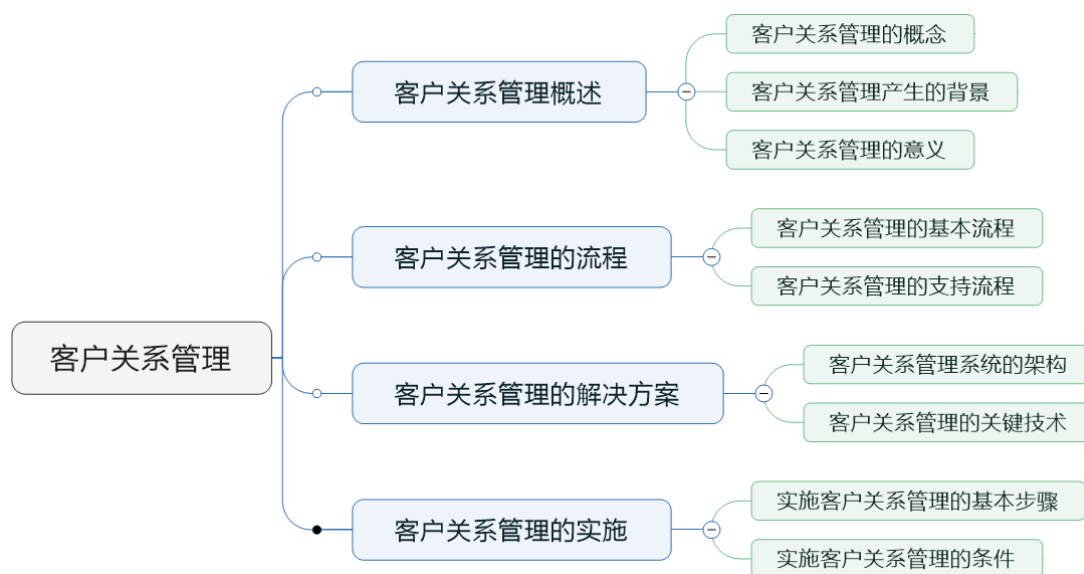 客户关系管理
客户关系管理概述
客户关系管理的概念
客户关系管理产生的背景
客户关系管理的意义
客户关系管理的流程
客户关系管理的基本流程
客户关系管理的支持流程
客户关系管理的解决方案
客户关系管理系统的架构
客户关系管理的关键技术
客户关系管理的实施
实施客户关系管理的基本步骤
实施客户关系管理的条件